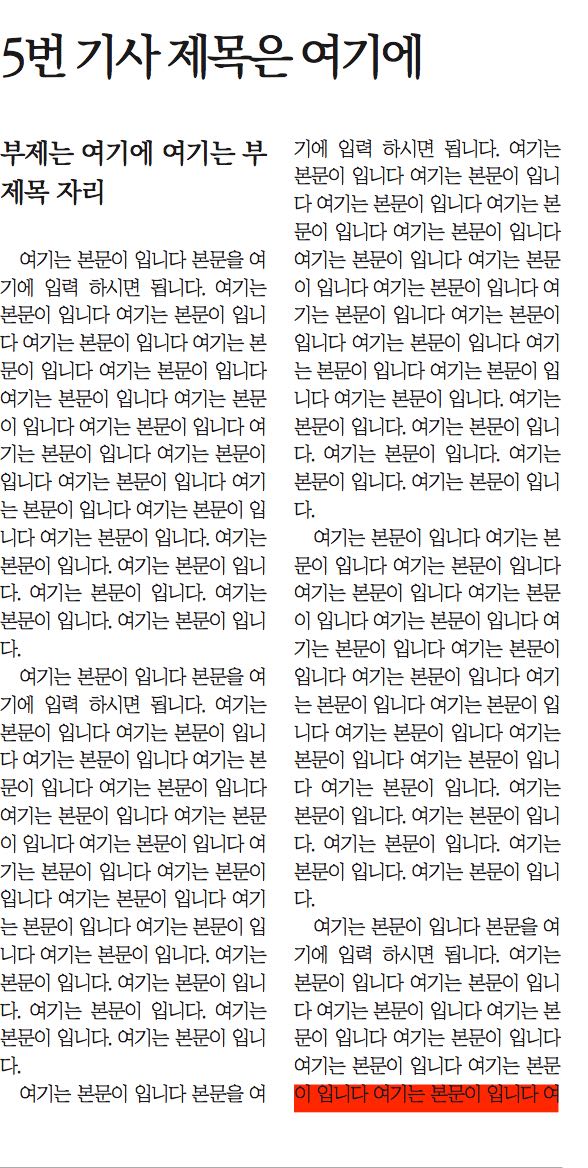 5번 기사 제목은 여기에
부제는 여기에 여기는 부
제목 자리
여기는 본문이 입니다 본문을 여
기에 입력 하시면 됩니다. 여기는
본문이 입니다 여기는 본문이 입니
다 여기는 본문이 입니다 여기는 본
문이 입니다 여기는 본문이 입니다
여기는 본문이 입니다 여기는 본문
이 입니다 여기는 본문이 입니다 여
기는 본문이 입니다 여기는 본문이
입니다 여기는 본문이 입니다 여기
는 본문이 입니다 여기는 본문이 입
니다 여기는 본문이 입니다. 여기는
본문이 입니다. 여기는 본문이 입니
다. 여기는 본문이 입니다. 여기는
본문이 입니다. 여기는 본문이 입니
다.
여기는 본문이 입니다 본문을 여
기에 입력 하시면 됩니다. 여기는
본문이 입니다 여기는 본문이 입니
다 여기는 본문이 입니다 여기는 본
문이 입니다 여기는 본문이 입니다
여기는 본문이 입니다 여기는 본문
이 입니다 여기는 본문이 입니다 여
기는 본문이 입니다 여기는 본문이
입니다 여기는 본문이 입니다 여기
는 본문이 입니다 여기는 본문이 입
니다 여기는 본문이 입니다. 여기는
본문이 입니다. 여기는 본문이 입니
다. 여기는 본문이 입니다. 여기는
본문이 입니다. 여기는 본문이 입니
다.
여기는 본문이 입니다 본문을 여
기에 입력 하시면 됩니다. 여기는
본문이 입니다 여기는 본문이 입니
다 여기는 본문이 입니다 여기는 본
문이 입니다 여기는 본문이 입니다
여기는 본문이 입니다 여기는 본문
이 입니다 여기는 본문이 입니다 여
기는 본문이 입니다 여기는 본문이
입니다 여기는 본문이 입니다 여기
는 본문이 입니다 여기는 본문이 입
니다 여기는 본문이 입니다. 여기는
본문이 입니다. 여기는 본문이 입니
다. 여기는 본문이 입니다. 여기는
본문이 입니다. 여기는 본문이 입니
다.
여기는 본문이 입니다 여기는 본
문이 입니다 여기는 본문이 입니다
여기는 본문이 입니다 여기는 본문
이 입니다 여기는 본문이 입니다 여
기는 본문이 입니다 여기는 본문이
입니다 여기는 본문이 입니다 여기
는 본문이 입니다 여기는 본문이 입
니다 여기는 본문이 입니다 여기는
본문이 입니다 여기는 본문이 입니
다 여기는 본문이 입니다. 여기는
본문이 입니다. 여기는 본문이 입니
다. 여기는 본문이 입니다. 여기는
본문이 입니다. 여기는 본문이 입니
다.
여기는 본문이 입니다 본문을 여
기에 입력 하시면 됩니다. 여기는
본문이 입니다 여기는 본문이 입니
다 여기는 본문이 입니다 여기는 본
문이 입니다 여기는 본문이 입니다
여기는 본문이 입니다 여기는 본문
이 입니다 여기는 본문이 입니다 여